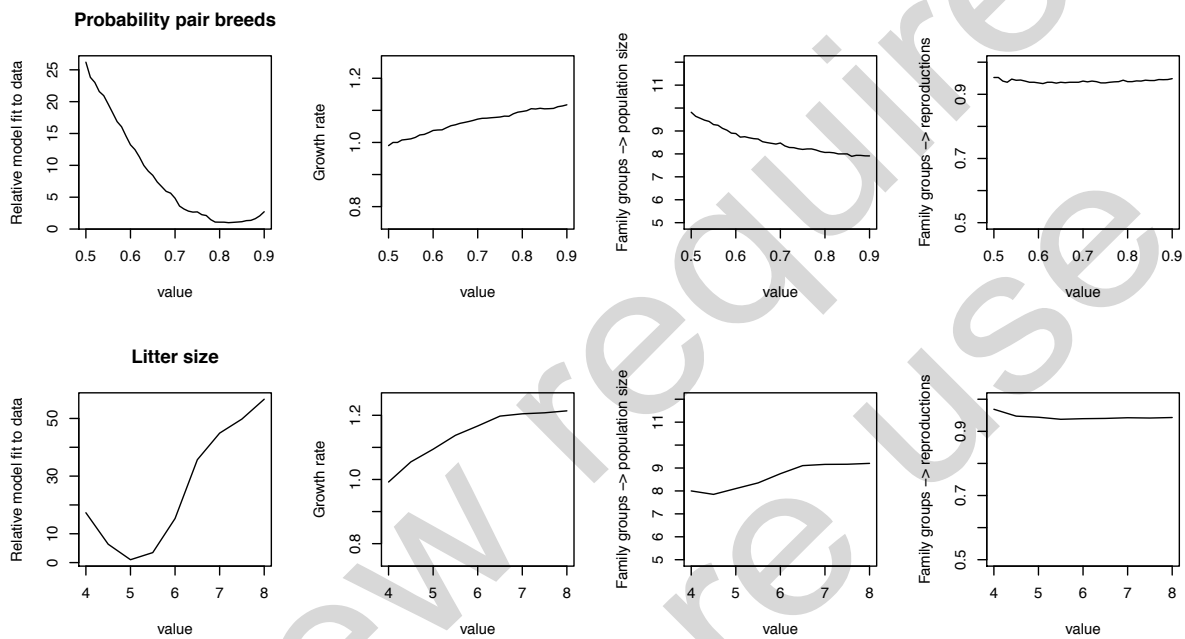 Probability pair breeds
Relative model fit to data
0 5 10 15 20 25
0.5 0.6 0.7 0.8 0.9
value
Growth rate
0.8 1.0 1.2
0.5 0.6 0.7 0.8 0.9
value
Family groups −> population size
5 6 7 8 9 11
0.5 0.6 0.7 0.8 0.9
value
Family groups −> reproductions
0.5 0.7 0.9
0.5 0.6 0.7 0.8 0.9
value
Litter size
Relative model fit to data
0 10 30 50
4 5 6 7 8
value
Growth rate
0.8 1.0 1.2
4 5 6 7 8
value
Family groups −> population size
5 6 7 8 9 11
4 5 6 7 8
value
Family groups −> reproductions
0.5 0.7 0.9
4 5 6 7 8
value
require
ew re use